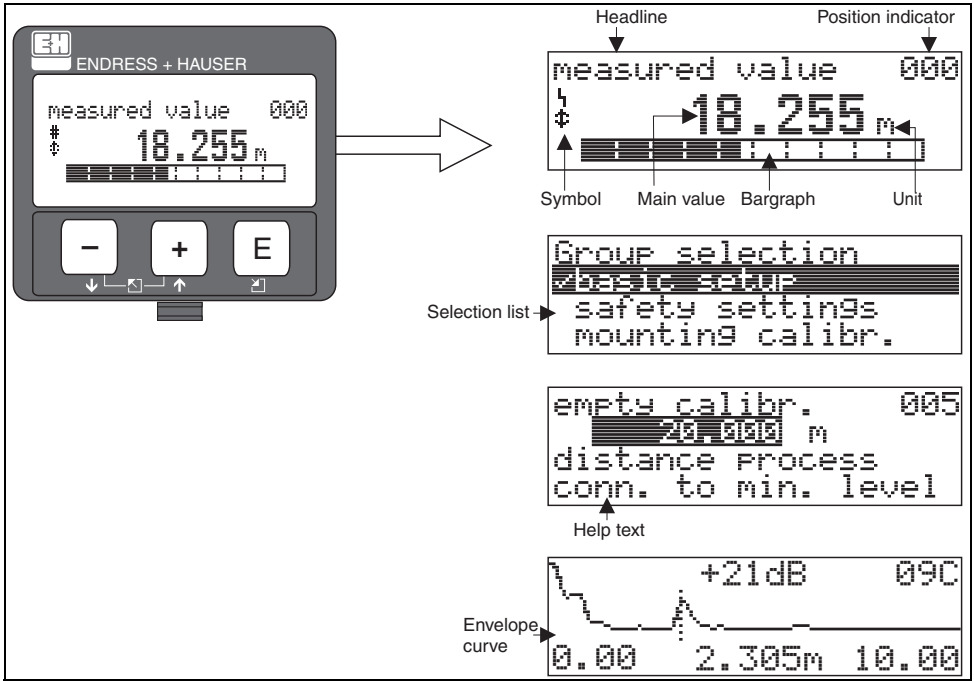 Headline
Position indicator
E+H
ENDRESS + HAUSER
measured value 000
# 18.255 m
- + E
measured value 000
18.255 m
Symbol
Main value
Bargraph
Unit
Group selection
✓basic setup
Selection list
safety settings
mounting calibr.
empty calibr. 005
20.000 m
distance process
conn. to min. level
Help text
+21dB 09C
Envelope
curve
0.00 2.305m 10.00